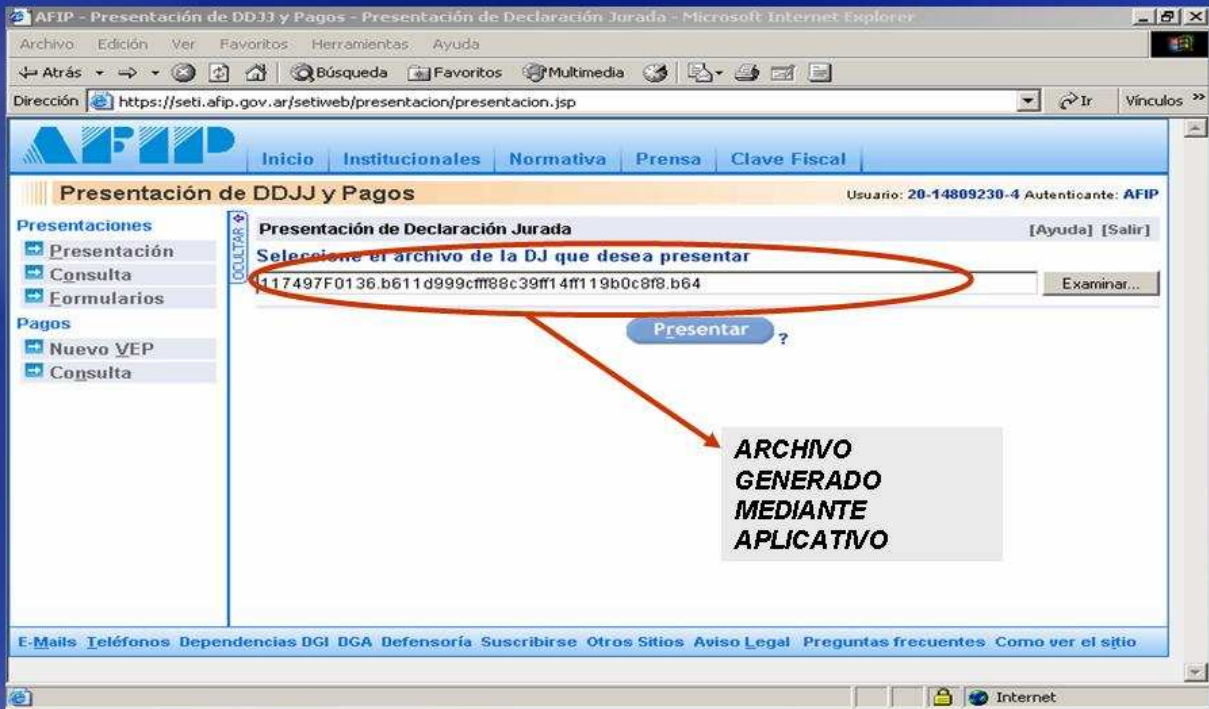 AFIP - Presentación de DDJJ y Pagos - Presentación de Declaración Jurada - Microsoft Internet Explorer
Archivo Edición Ver Favoritos Herramientas Ayuda
Atrás Búsqueda Favoritos Multimedia
Dirección https://seti.afip.gov.ar/setiweb/presentacion/presentacion.jsp Ir Vínculos »
AFIP
Inicio Institucionales Normativa Prensa Clave Fiscal
Presentación de DDJJ y Pagos
Usuario: 20-14809230-4 Autenticante: AFIP
Presentaciones
Presentación
Consulta
Formularios
Pagos
Nuevo VEP
Consulta
OCULTAR
Presentación de Declaración Jurada [Ayuda] [Salir]
Seleccione el archivo de la DJ que desea presentar
Examinar...
Presentar ?
ARCHIVO
GENERADO
MEDIANTE
APLICATIVO
E-Mails Teléfonos Dependencias DGI DGA Defensoría Suscribirse Otros Sitios Aviso Legal Preguntas frecuentes Como ver el sitio
Internet